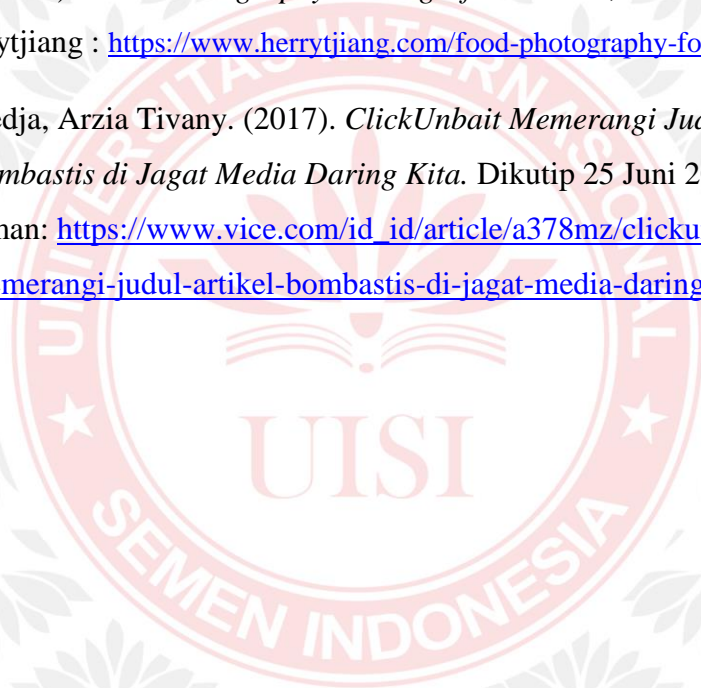 ytjiang : https://www.herrytjiang.com/food-photography-fo
edja, Arzia Tivany. (2017). ClickUnbait Memerangi Jud
mbastis di Jagat Media Daring Kita. Dikutip 25 Juni 2
nan: https://www.vice.com/id_id/article/a378mz/clicku
merangi-judul-artikel-bombastis-di-jagat-media-daring
UNIVERSITAS INTERNASIONAL
UISI
SEMEN INDONESIA